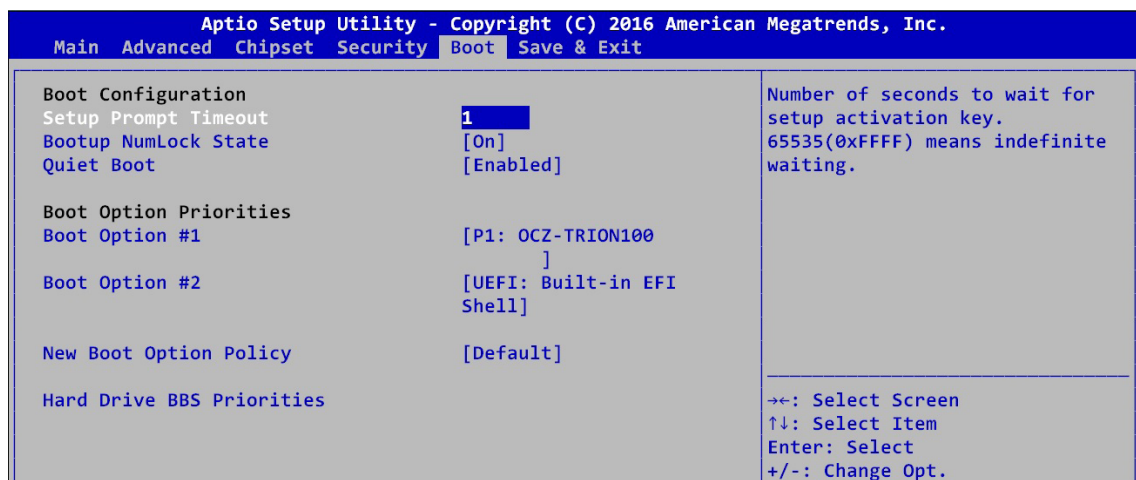 Aptio Setup Utility - Copyright (C) 2016 American Megatrends, Inc.
Main Advanced Chipset Security Boot Save & Exit
Boot Configuration
Setup Prompt Timeout 1
Bootup NumLock State [On]
Quiet Boot [Enabled]
Boot Option Priorities
Boot Option #1 [P1: OCZ-TRION100
]
Boot Option #2 [UEFI: Built-in EFI
Shell]
New Boot Option Policy [Default]
Hard Drive BBS Priorities
Number of seconds to wait for
setup activation key.
65535(0xFFFF) means indefinite
waiting.
→←: Select Screen
↑↓: Select Item
Enter: Select
+/-: Change Opt.